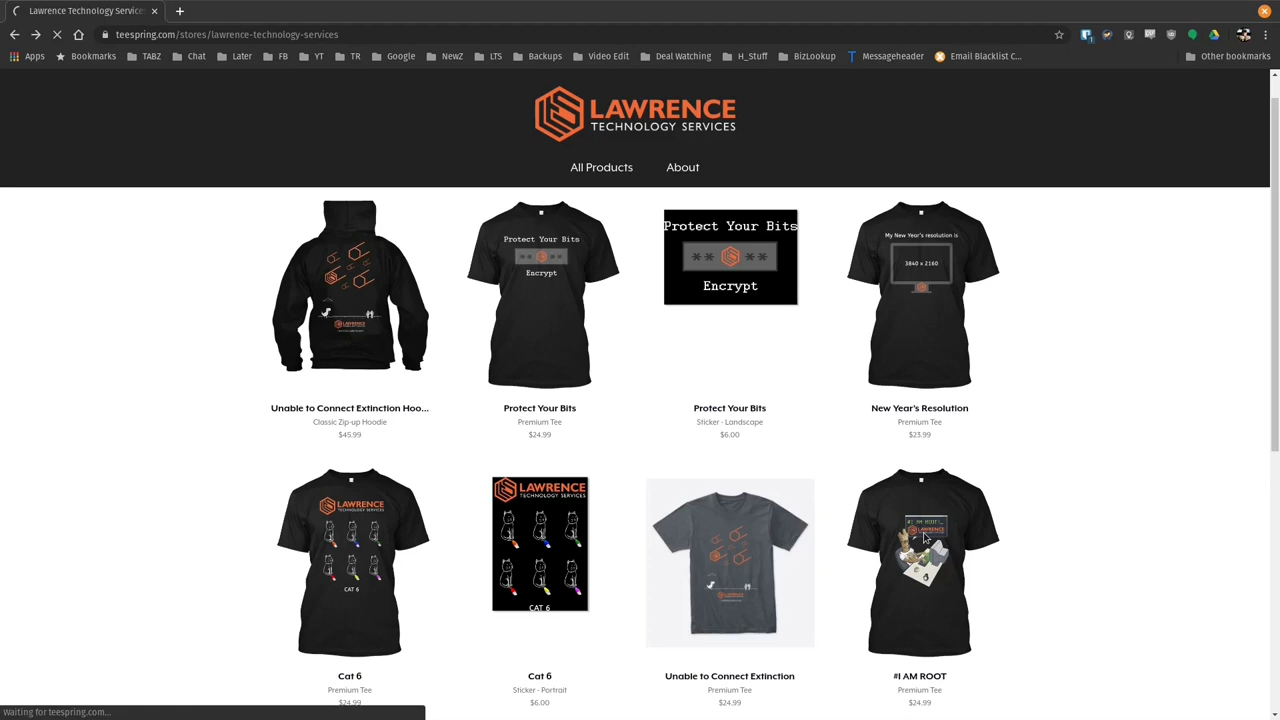 Lawrence Technology Services
teespring.com/stores/lawrence-technology-services
Apps Bookmarks TABZ Chat Later FB YT TR Google NewZ LTS Backups Video Edit Deal Watching H_Stuff BizLookup Messageheader Email Blacklist C... Other bookmarks
LAWRENCE
TECHNOLOGY SERVICES
All Products About
Protect Your Bits
** **
Encrypt
Protect Your Bits
** **
Encrypt
My New Year's resolution is
3840 x 2160
LAWRENCE
Unable to Connect Extinction Hoo...
Classic Zip-up Hoodie
$45.99
Protect Your Bits
Premium Tee
$24.99
Protect Your Bits
Sticker - Landscape
$6.00
New Year's Resolution
Premium Tee
$23.99
LAWRENCE
TECHNOLOGY SERVICES
CAT 6
LAWRENCE
TECHNOLOGY SERVICES
CAT 6
LAWRENCE
# I AM ROOT!_
LAWRENCE
Cat 6
Premium Tee
$24.99
Cat 6
Sticker - Portrait
$6.00
Unable to Connect Extinction
Premium Tee
$24.99
#I AM ROOT
Premium Tee
$24.99
Waiting for teespring.com...